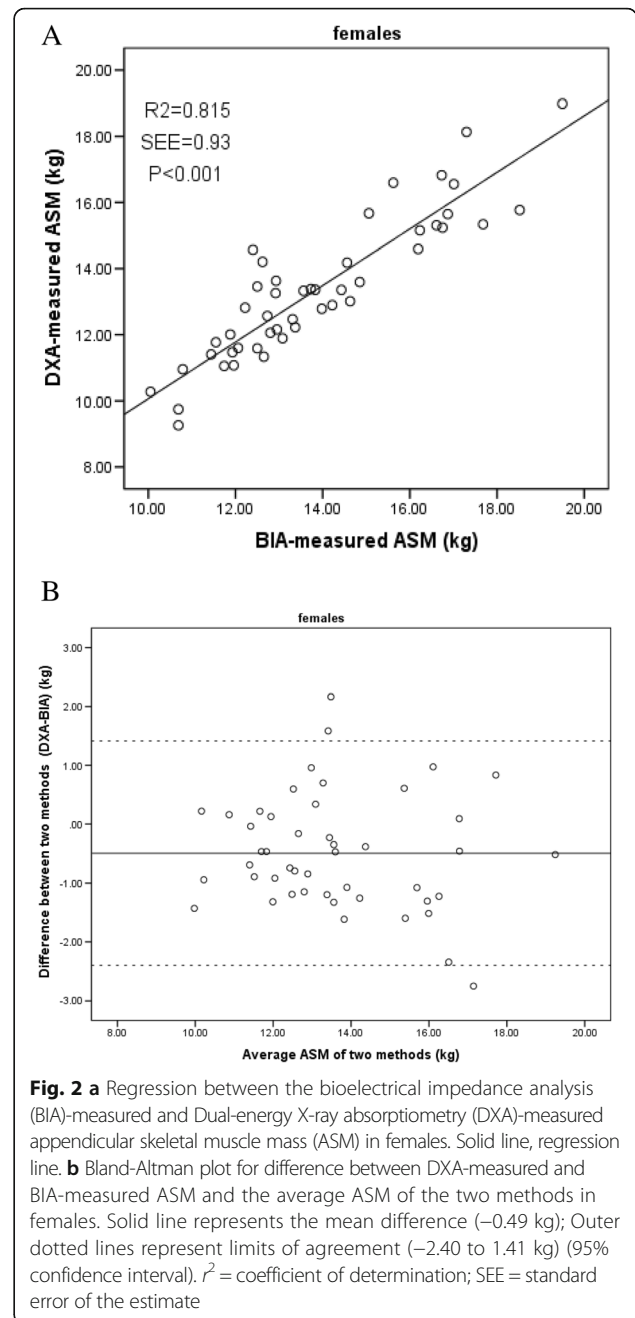 A
females
R2=0.815
SEE=0.93
P<0.001
DXA-measured ASM (kg)
20.00
18.00
16.00
14.00
12.00
10.00
8.00
10.00 12.00 14.00 16.00 18.00 20.00
BIA-measured ASM (kg)
B
females
Difference between two methods (DXA-BIA) (kg)
3.00
2.00
1.00
.00
-1.00
-2.00
-3.00
8.00 10.00 12.00 14.00 16.00 18.00 20.00
Average ASM of two methods (kg)
Fig. 2 a Regression between the bioelectrical impedance analysis
(BIA)-measured and Dual-energy X-ray absorptiometry (DXA)-measured
appendicular skeletal muscle mass (ASM) in females. Solid line, regression
line. b Bland-Altman plot for difference between DXA-measured and
BIA-measured ASM and the average ASM of the two methods in
females. Solid line represents the mean difference (−0.49 kg); Outer
dotted lines represent limits of agreement (−2.40 to 1.41 kg) (95%
confidence interval). r² = coefficient of determination; SEE = standard
error of the estimate